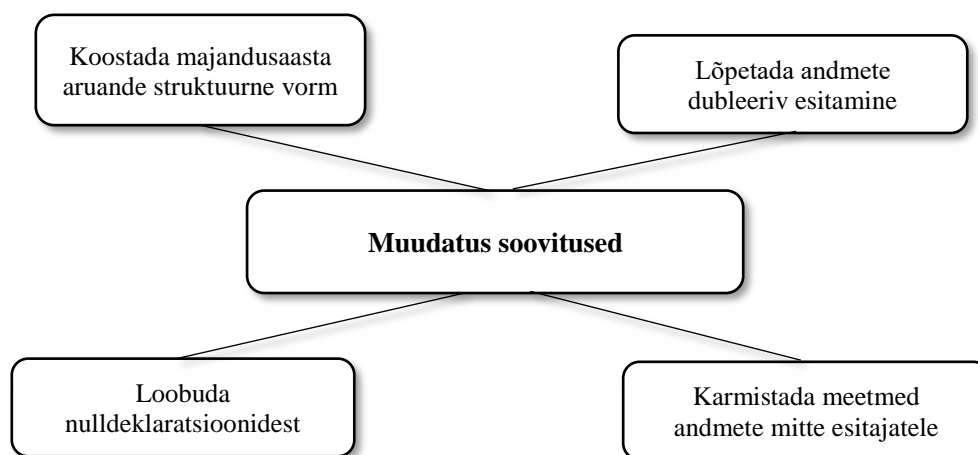 Koostada majandusaasta
aruande struktuurne vorm
Lõpetada andmete
dubleeriv esitamine
Muudatus soovitused
Loobuda
nulldeklaratsioonidest
Karmistada meetmed
andmete mitte esitajatele